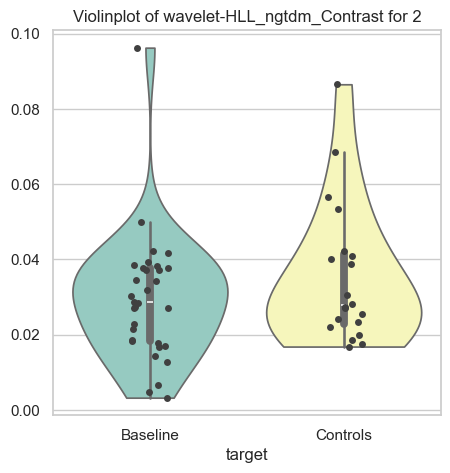 Violinplot of wavelet-HLL_ngtdm_Contrast for 2
0.10
0.08
0.06
0.04
0.02
0.00
Baseline
Controls
target